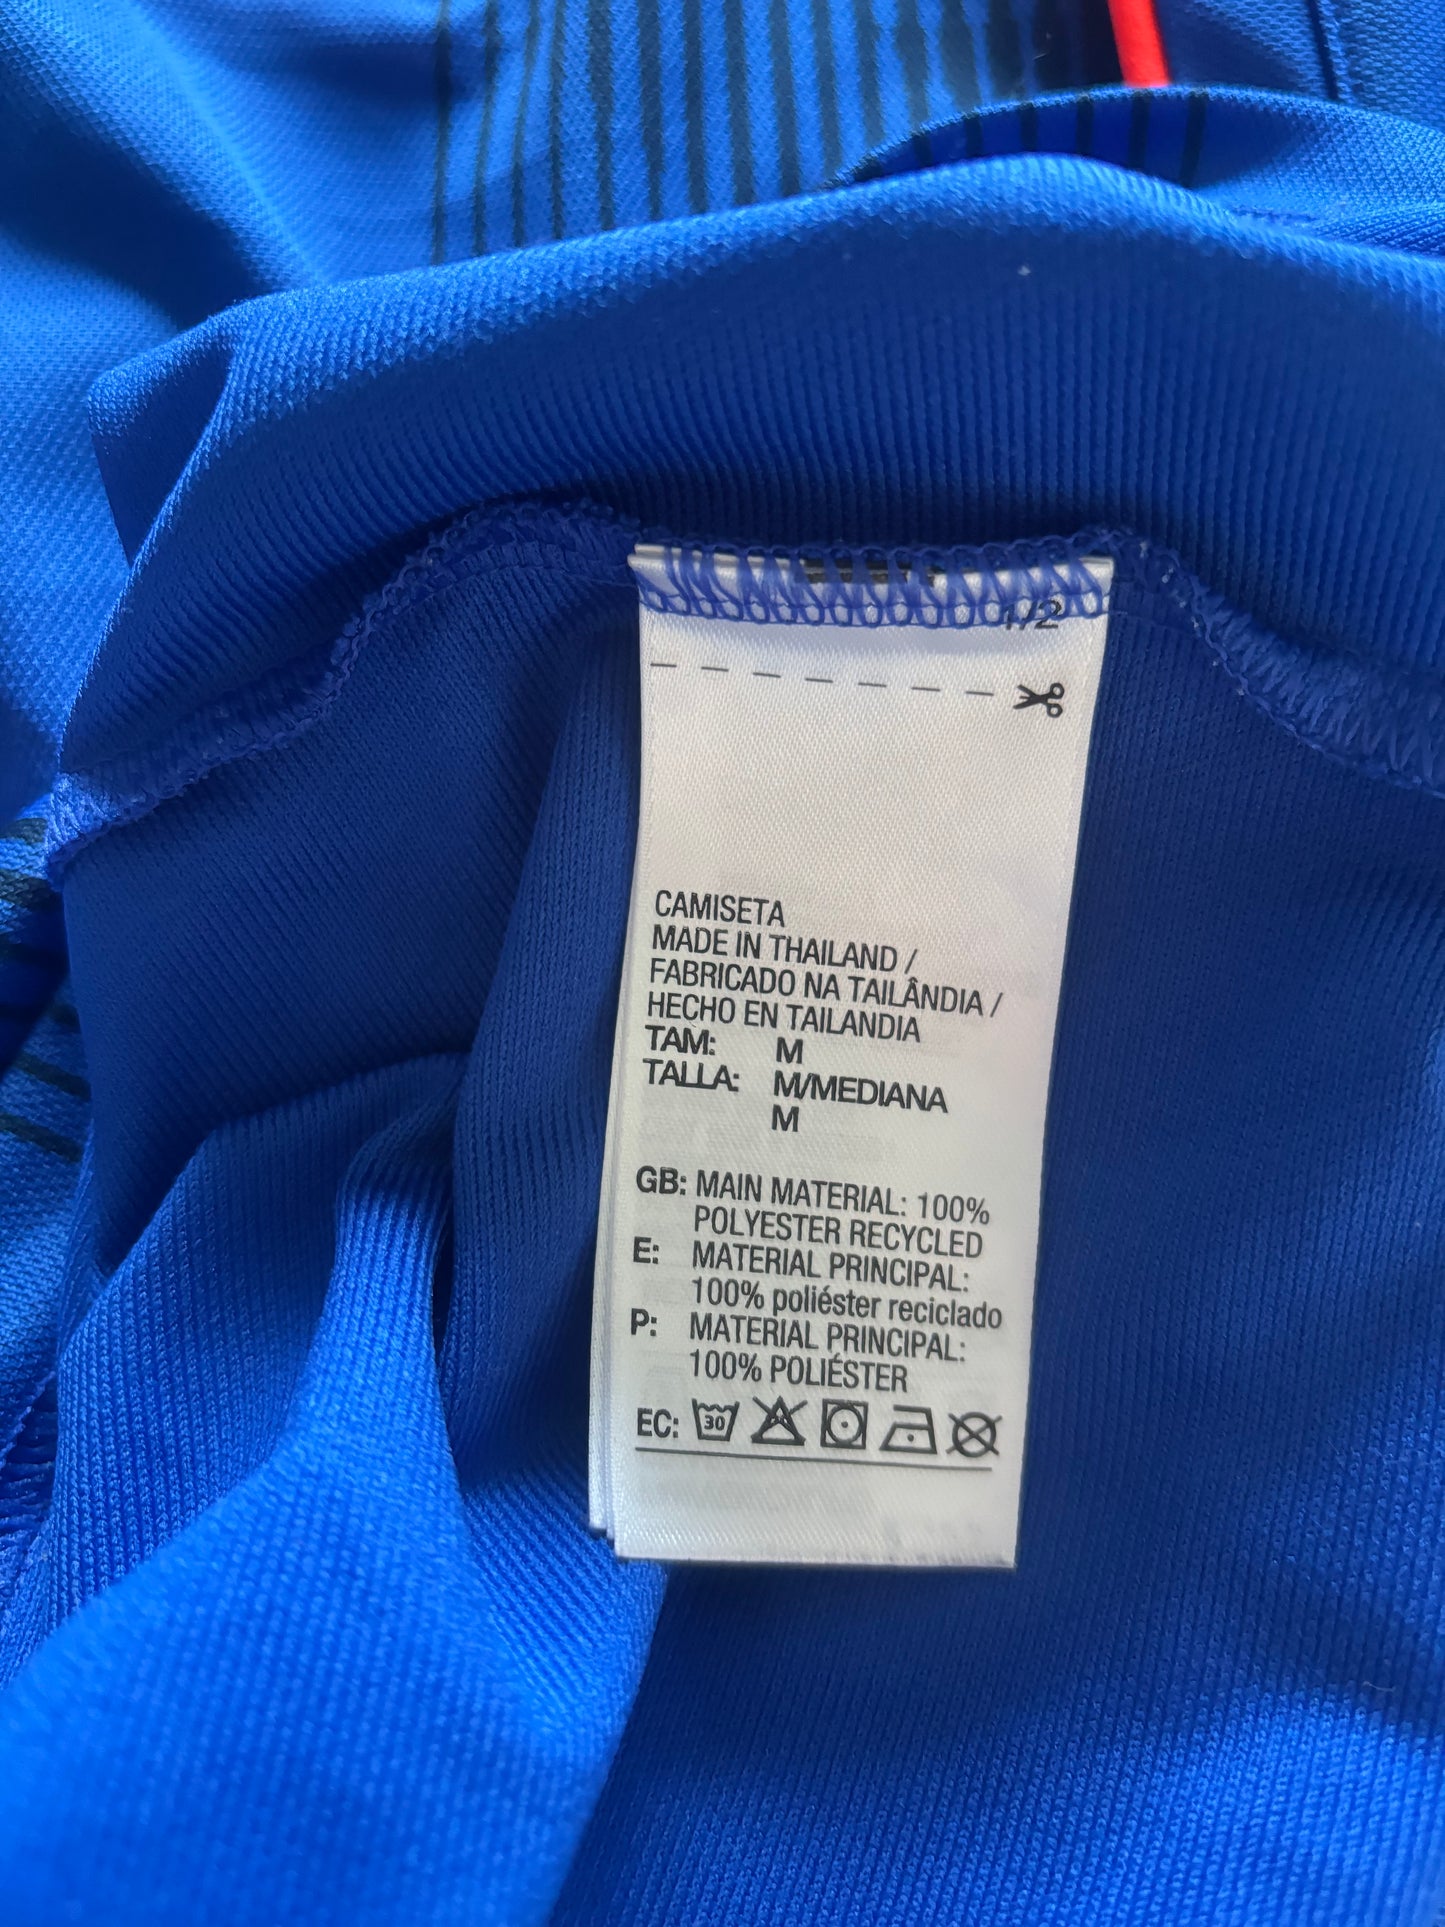 1/2
CAMISETA
MADE IN THAILAND /
FABRICADO NA TAILÂNDIA /
HECHO EN TAILANDIA
TAM: M
TALLA: M/MEDIANA
M
GB: MAIN MATERIAL: 100%
POLYESTER RECYCLED
E: MATERIAL PRINCIPAL:
100% poliéster reciclado
P: MATERIAL PRINCIPAL:
100% POLIÉSTER
EC: 30